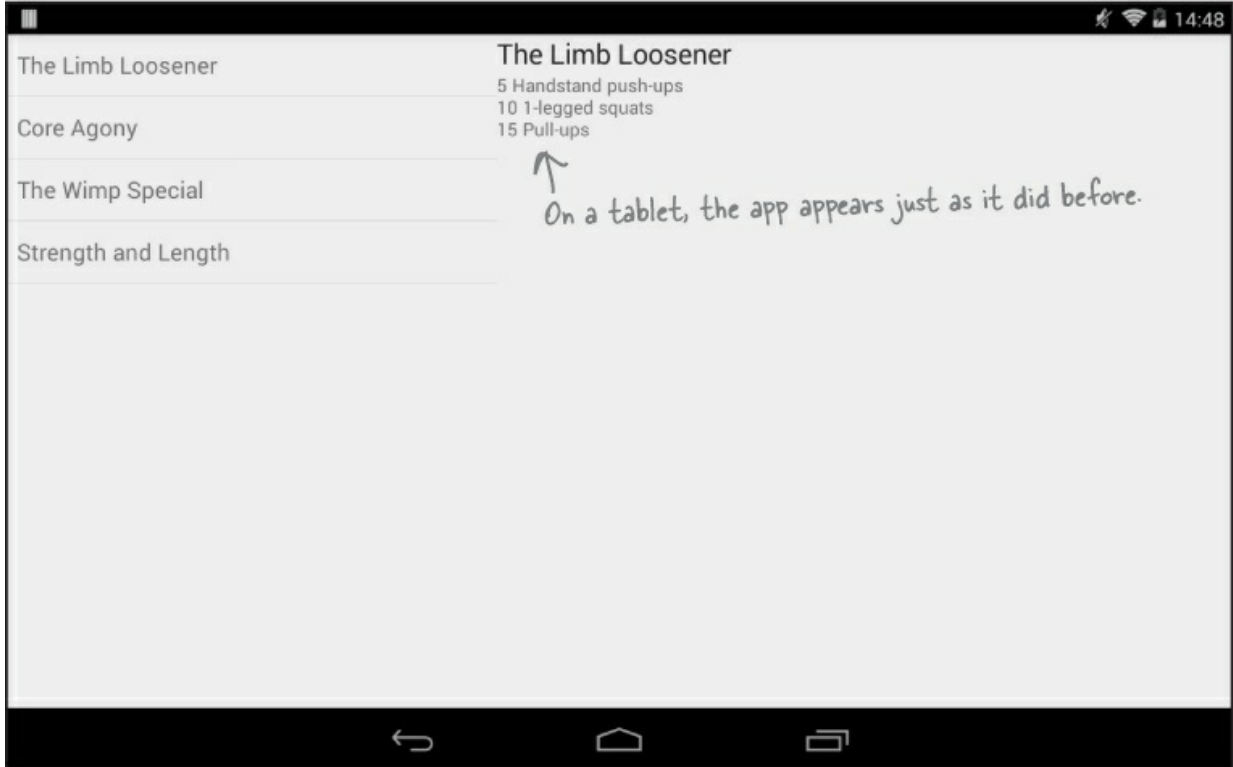 14:48
The Limb Loosener
Core Agony
The Wimp Special
Strength and Length
The Limb Loosener
5 Handstand push-ups
10 1-legged squats
15 Pull-ups
On a tablet, the app appears just as it did before.